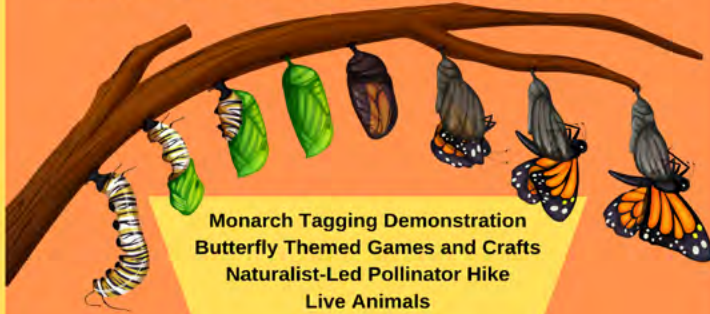 Monarch Tagging Demonstration
Butterfly Themed Games and Crafts
Naturalist-Led Pollinator Hike
Live Animals